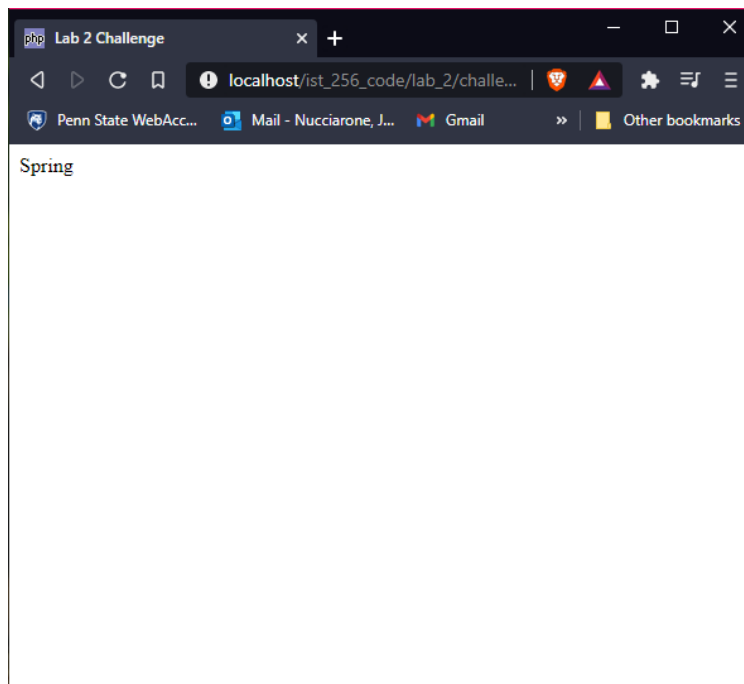 php Lab 2 Challenge
localhost/ist_256_code/lab_2/challe...
Penn State WebAcc... Mail - Nucciarone, J... Gmail » Other bookmarks
Spring